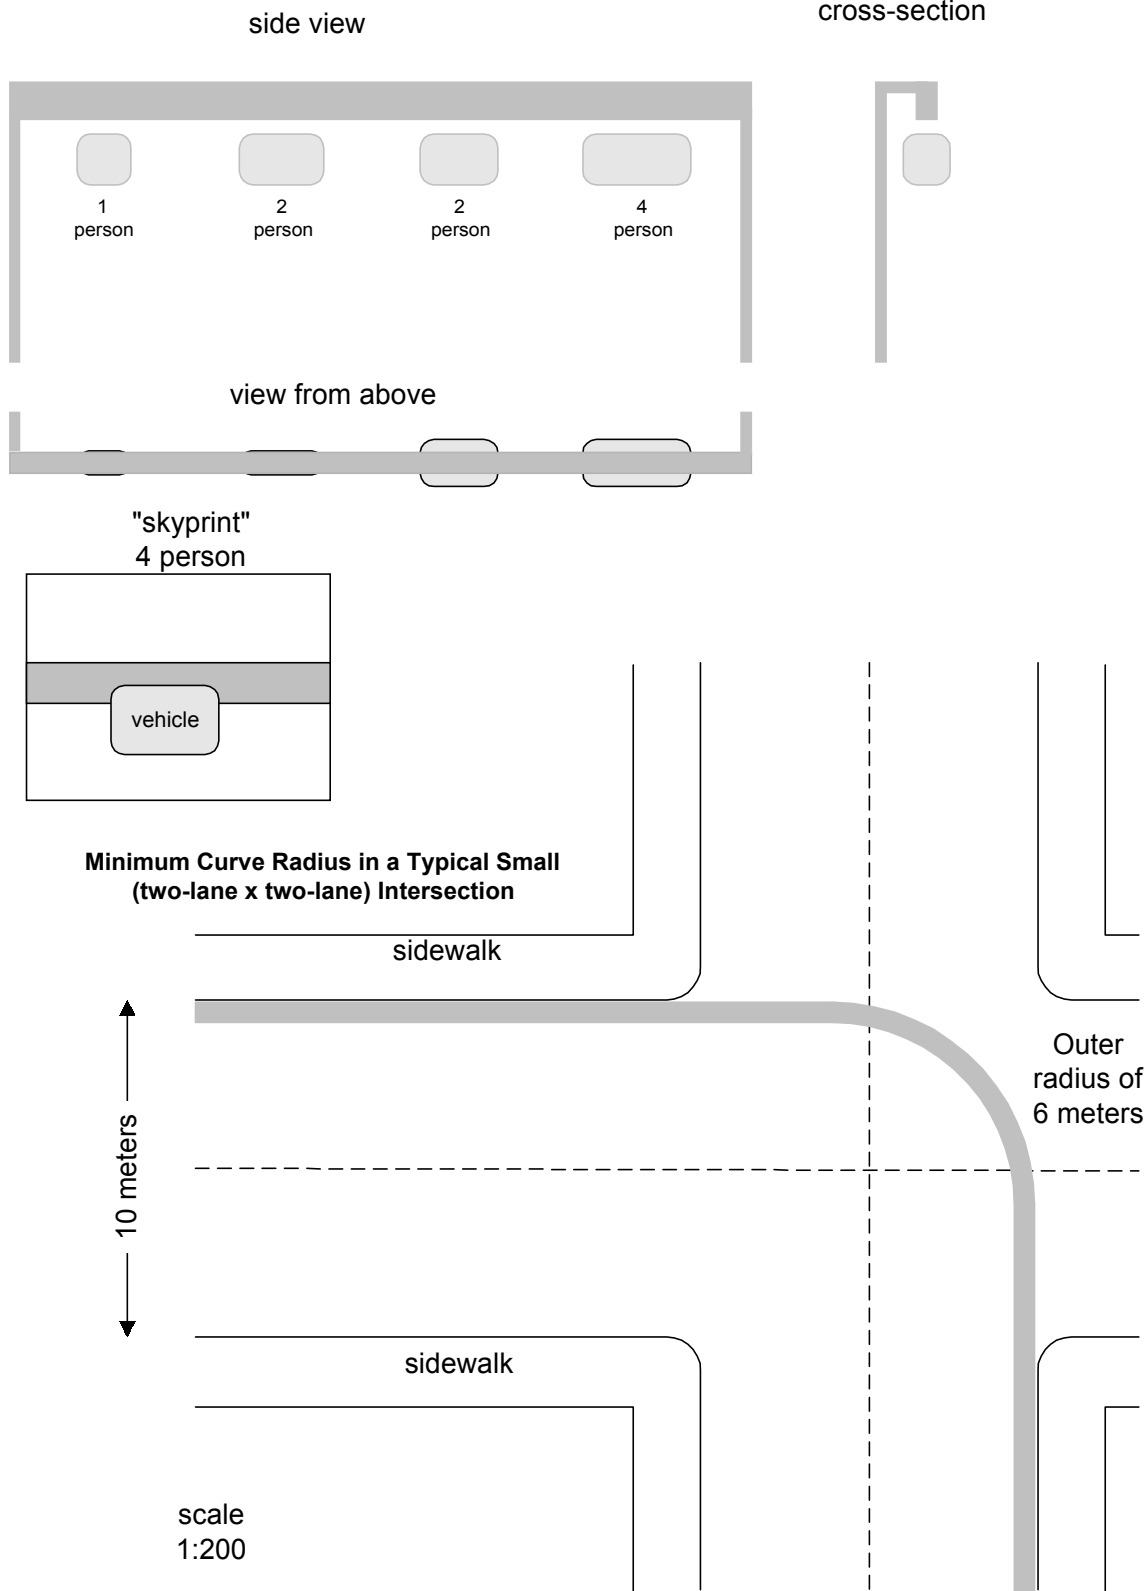 side view
cross-section
1
person
2
person
2
person
4
person
view from above
"skyprint"
4 person
vehicle
Minimum Curve Radius in a Typical Small
(two-lane x two-lane) Intersection
sidewalk
Outer
radius of
6 meters
10 meters
sidewalk
scale
1:200